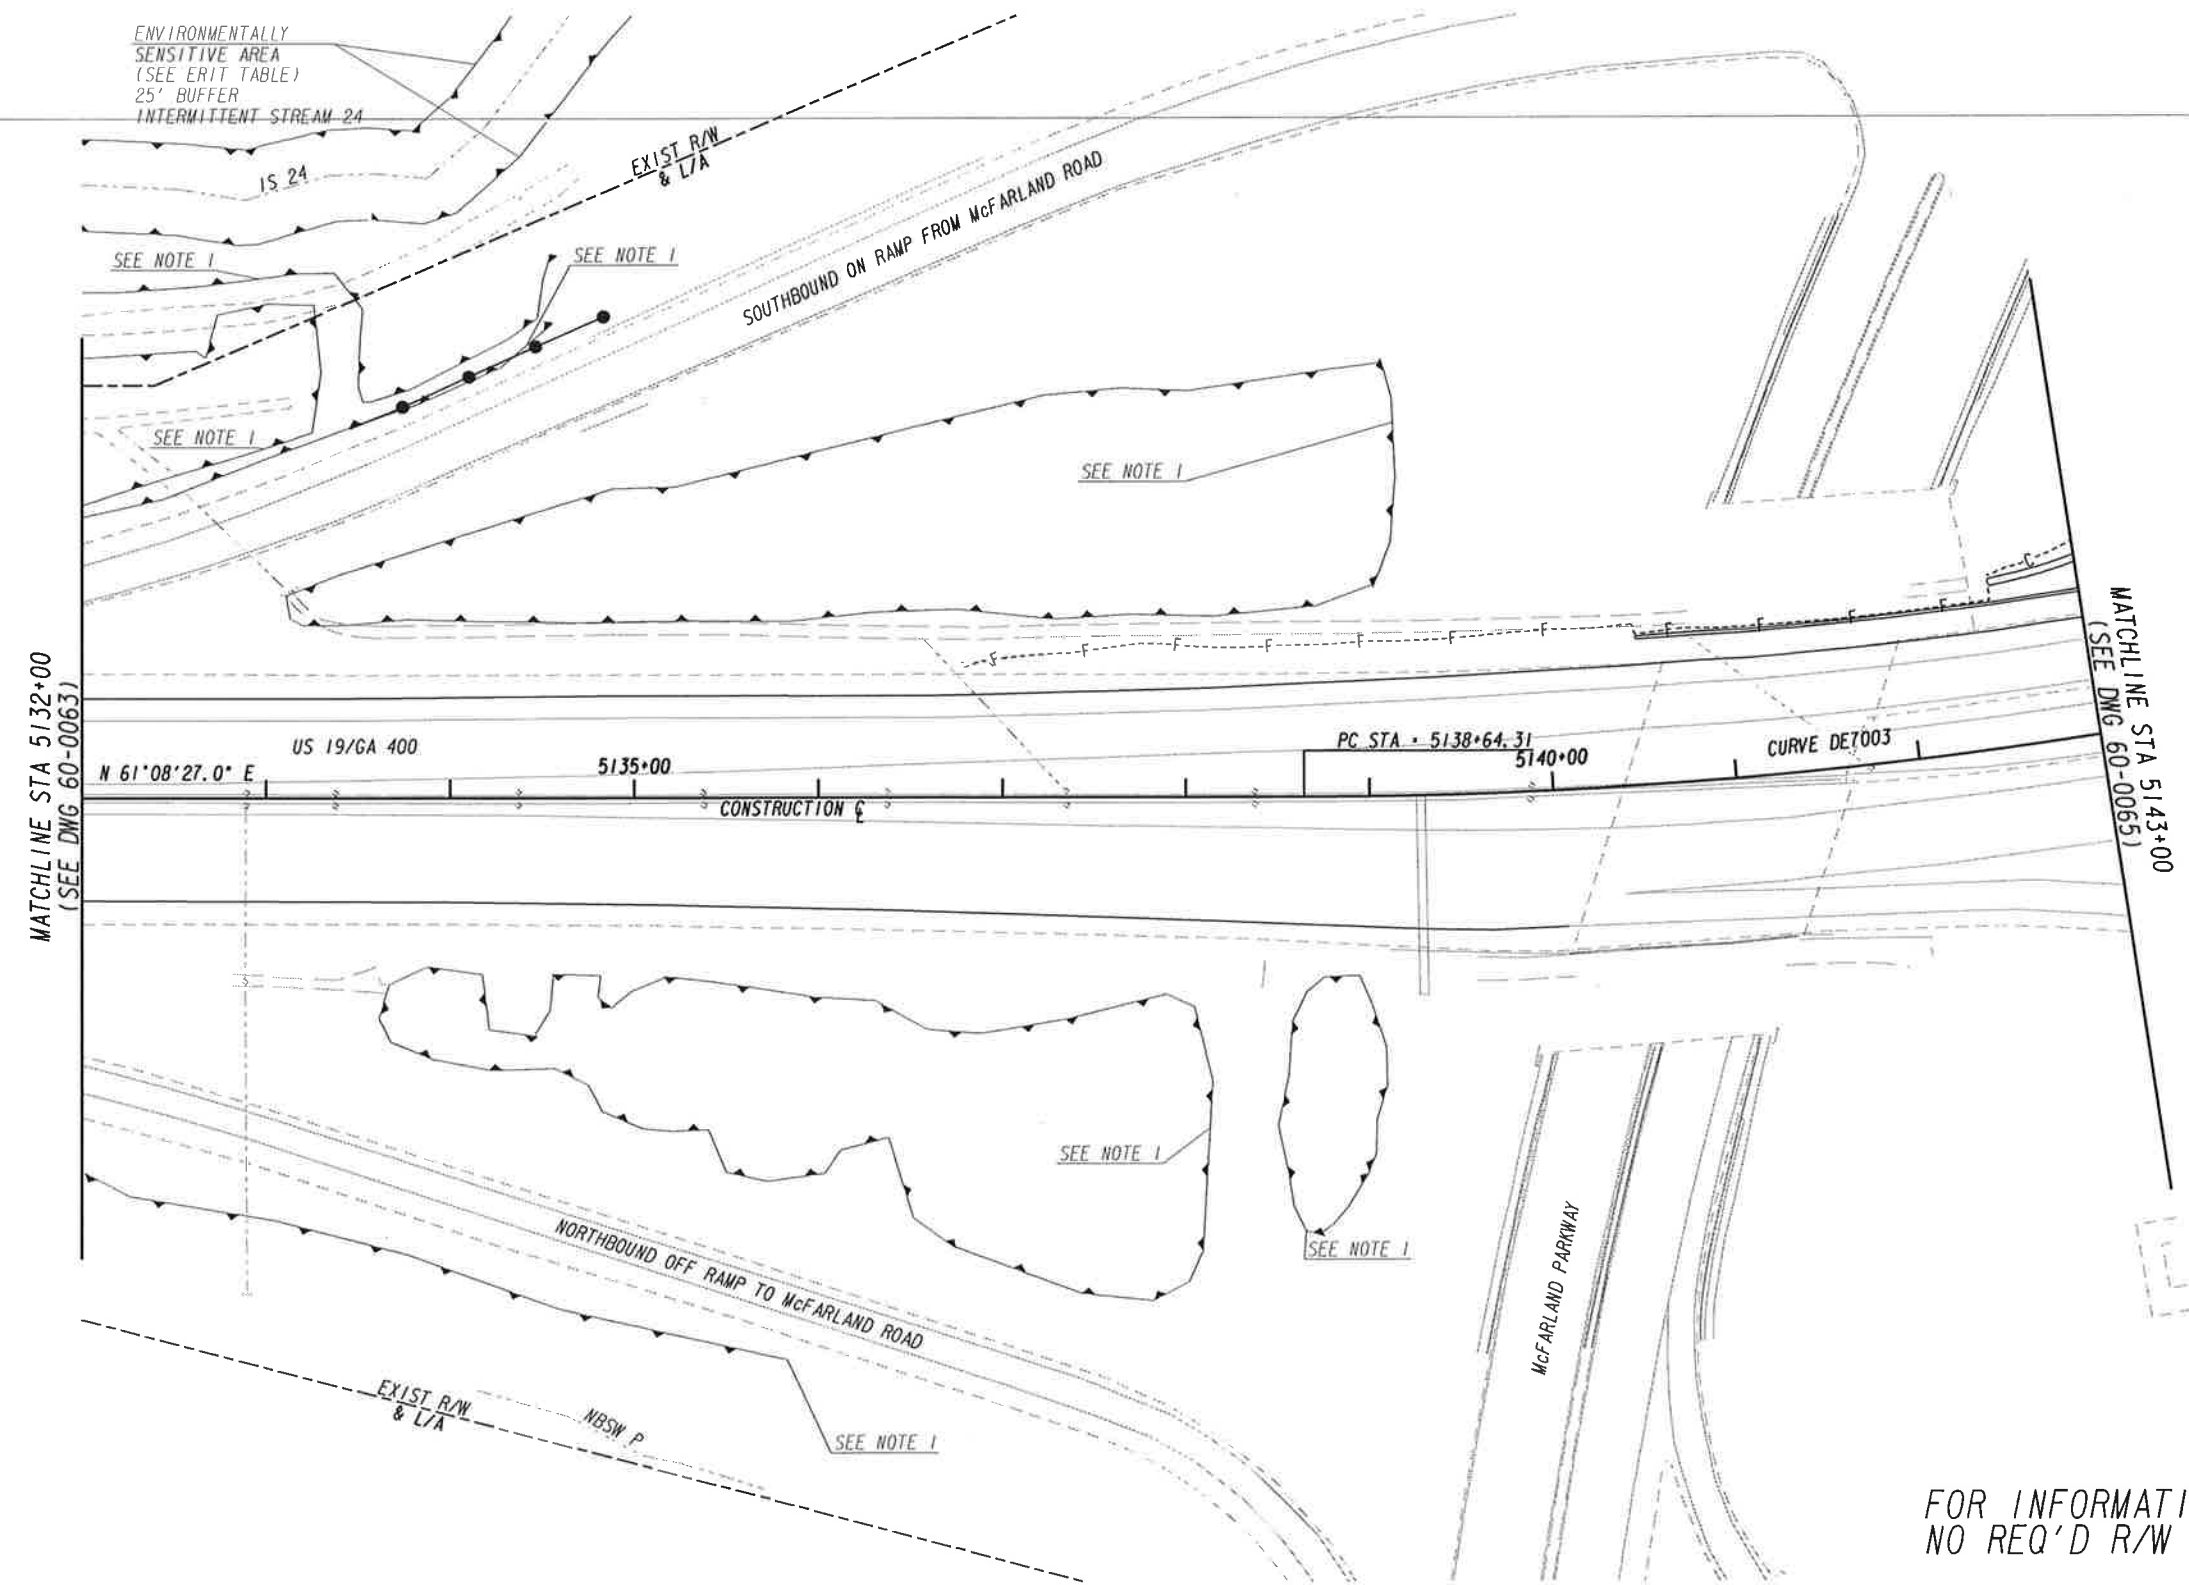 ENVIRONMENTALLY
SENSITIVE AREA
(SEE ERIT TABLE)
25' BUFFER
INTERMITTENT STREAM 24
IS 24
EXIST R/W
& L/A
SEE NOTE 1
SEE NOTE 1
SOUTHBOUND ON RAMP FROM McFARLAND ROAD
SEE NOTE 1
SEE NOTE 1
C
F
F
F
F
F
F
F
F
F
F
F
MATCHLINE STA 5132+00
(SEE DWG 60-0063)
MATCHLINE STA 5143+00
(SEE DWG 60-0065)
US 19/GA 400
N 61°08'27.0" E
5135+00
PC STA = 5138+64.31
5140+00
CURVE DE7003
CONSTRUCTION ℄
S
SEE NOTE 1
SEE NOTE 1
NORTHBOUND OFF RAMP TO McFARLAND ROAD
McFARLAND PARKWAY
EXIST R/W
& L/A
NBSW P
SEE NOTE 1
FOR INFORMATI
NO REQ'D R/W